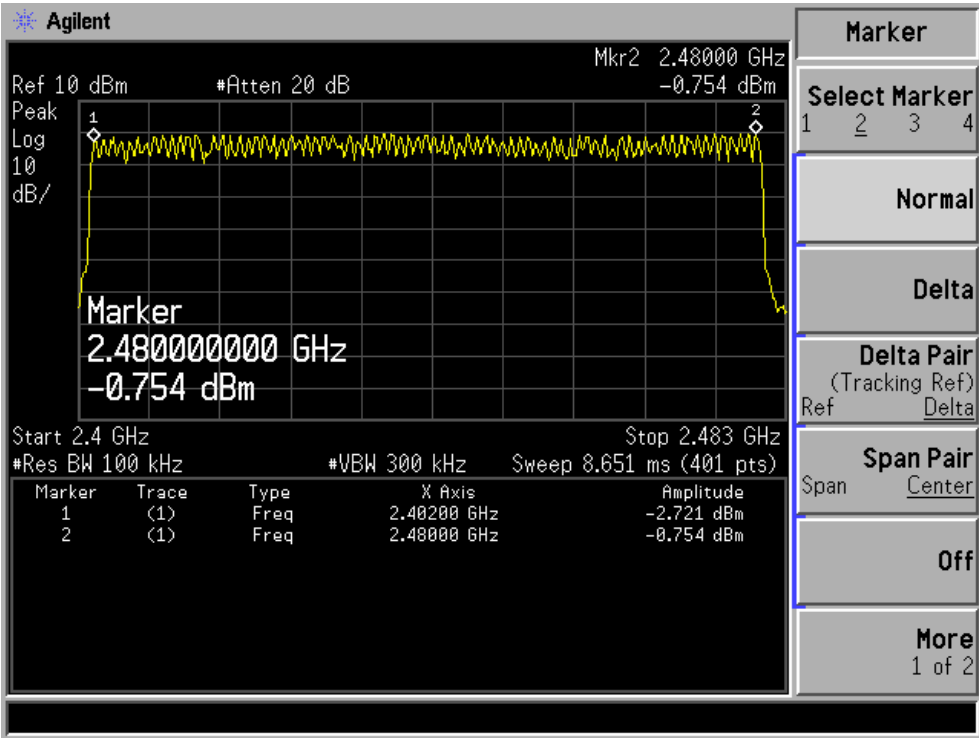 Agilent
Mkr2 2.48000 GHz
Ref 10 dBm #Atten 20 dB -0.754 dBm
Peak
Log
10
dB/
1
2
Marker
2.480000000 GHz
-0.754 dBm
Start 2.4 GHz Stop 2.483 GHz
#Res BW 100 kHz #VBW 300 kHz Sweep 8.651 ms (401 pts)
Marker Trace Type X Axis Amplitude
1 (1) Freq 2.40200 GHz -2.721 dBm
2 (1) Freq 2.48000 GHz -0.754 dBm
Marker
Select Marker
1 2 3 4
Normal
Delta
Delta Pair
(Tracking Ref)
Ref Delta
Span Pair
Span Center
Off
More
1 of 2